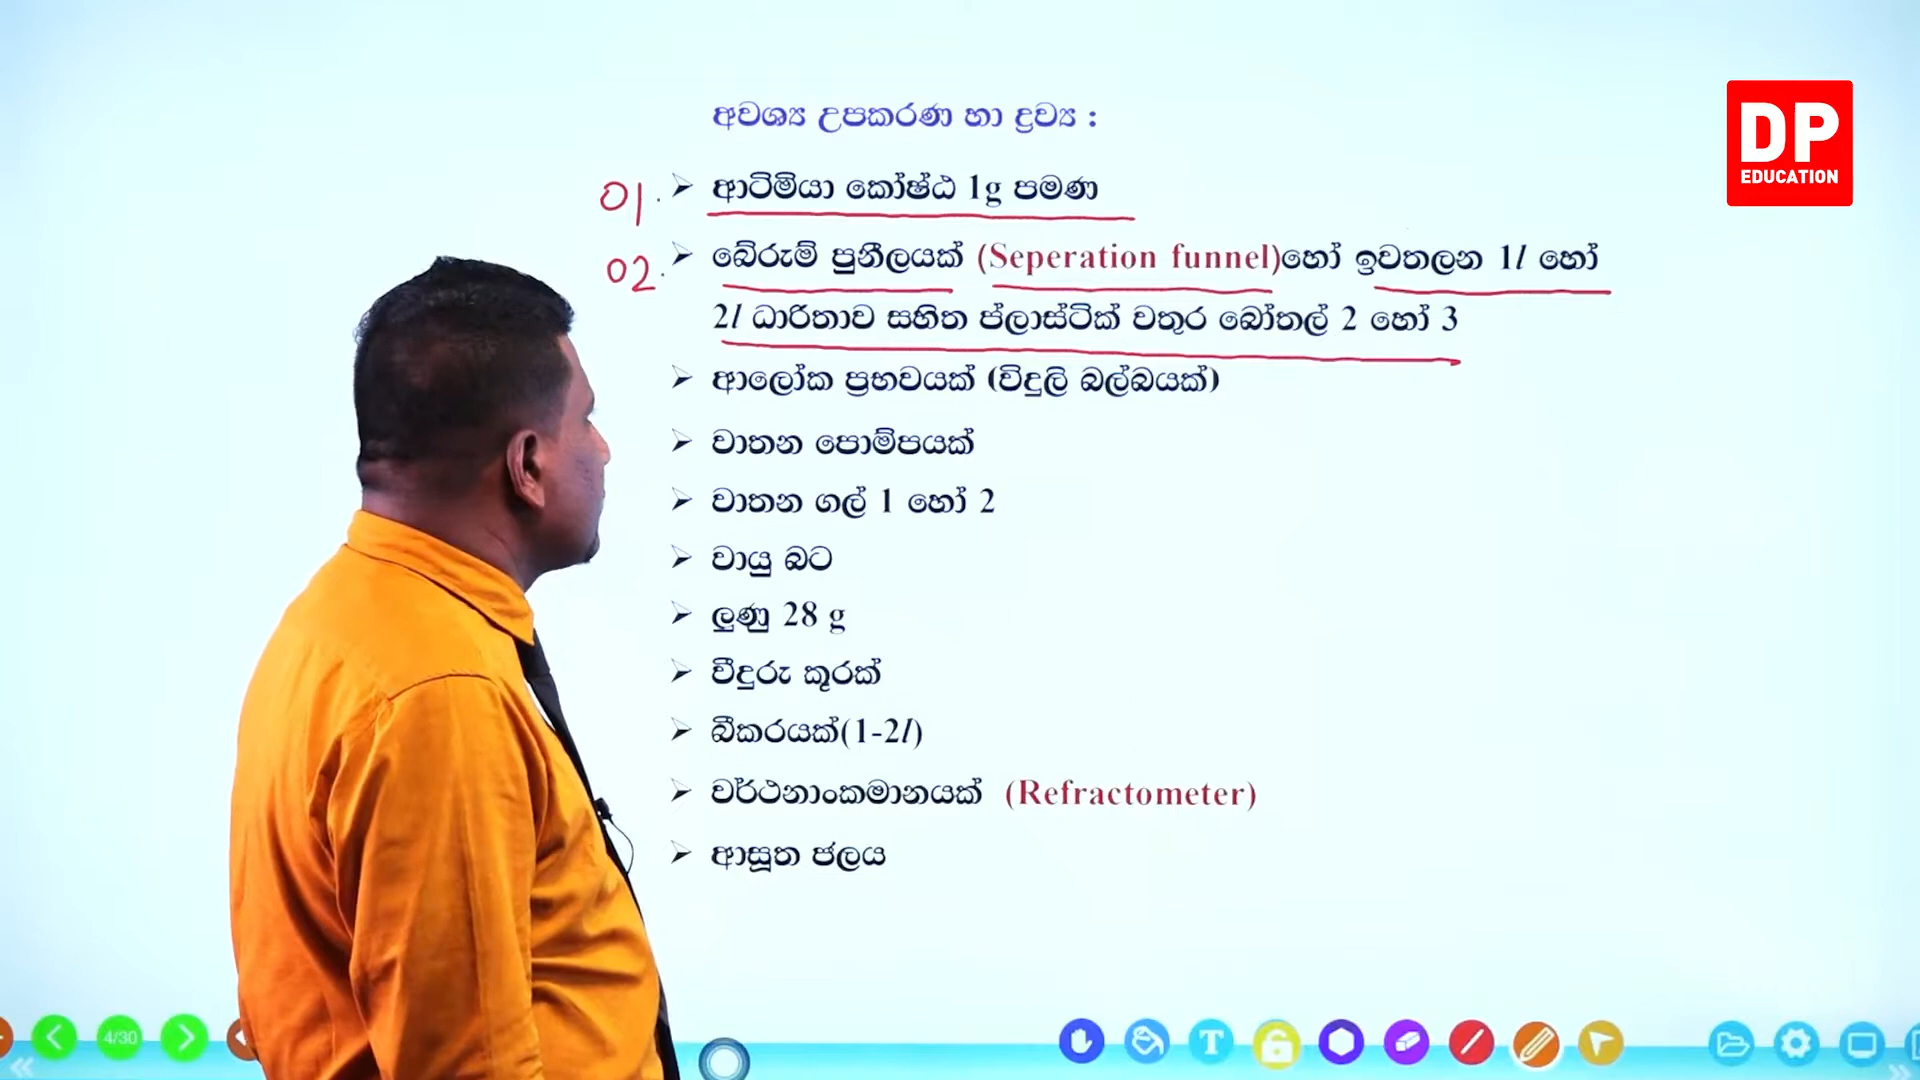 අවශ්‍ය උපකරණ හා ද්‍රව්‍ය :
DP
EDUCATION
01. ➢ ආටිමියා කෝෂ්ඨ 1g පමණ
02. ➢ බේරුම් පුනීලයක් (Seperation funnel)හෝ ඉවතලන 1l හෝ
2l ධාරිතාව සහිත ප්ලාස්ටික් වතුර බෝතල් 2 හෝ 3
➢ ආලෝක ප්‍රභවයක් (විදුලි බල්බයක්)
➢ වාතන පොම්පයක්
➢ වාතන ගල් 1 හෝ 2
➢ වායු බට
➢ ලුණු 28 g
➢ වීදුරු කූරක්
➢ බීකරයක්(1-2l)
➢ වර්ථනාංකමානයක් (Refractometer)
➢ ආසූත ජලය
4/30
T